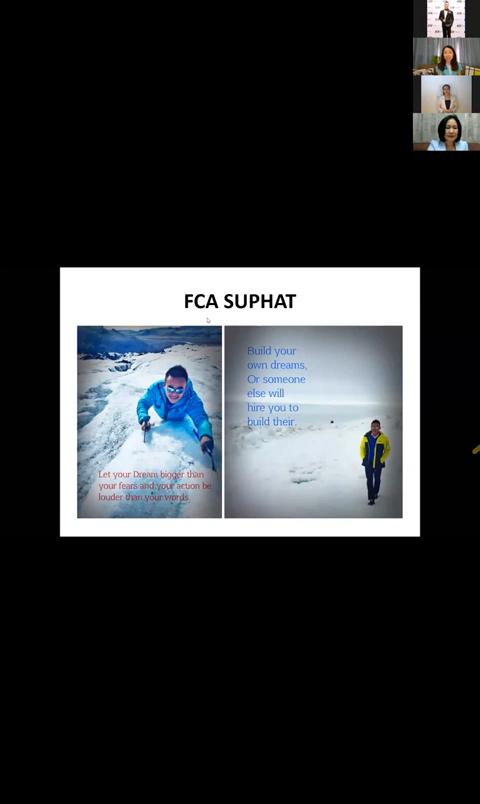 FCA SUPHAT
Let your Dream bigger than
your fears and your action be
louder than your words.
Build your
own dreams,
Or someone
else will
hire you to
build their.